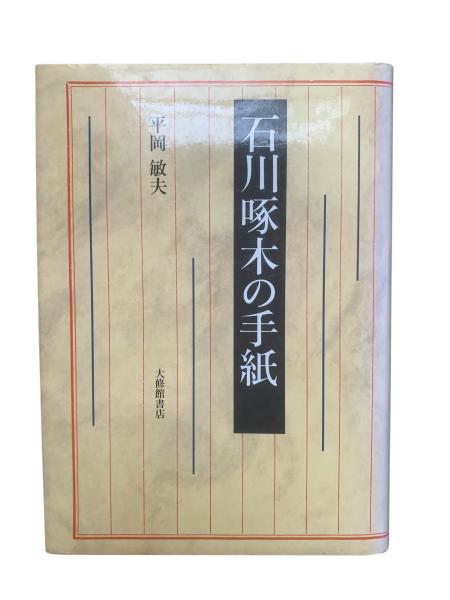 石川啄木の手紙
平岡敏夫
大修館書店